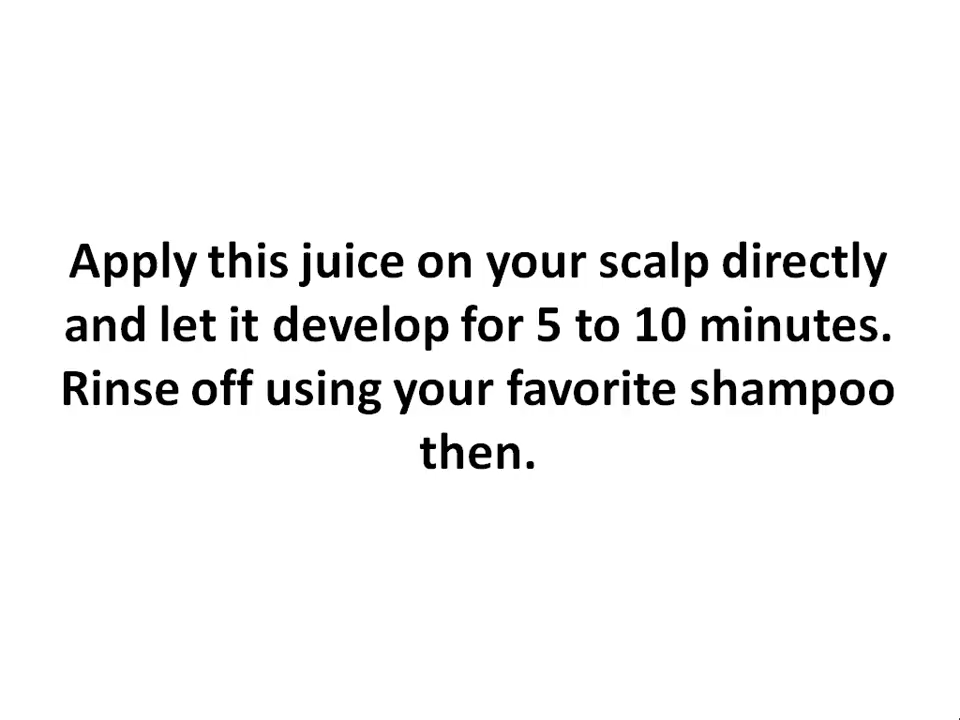 Apply this juice on your scalp directly
and let it develop for 5 to 10 minutes.
Rinse off using your favorite shampoo
then.